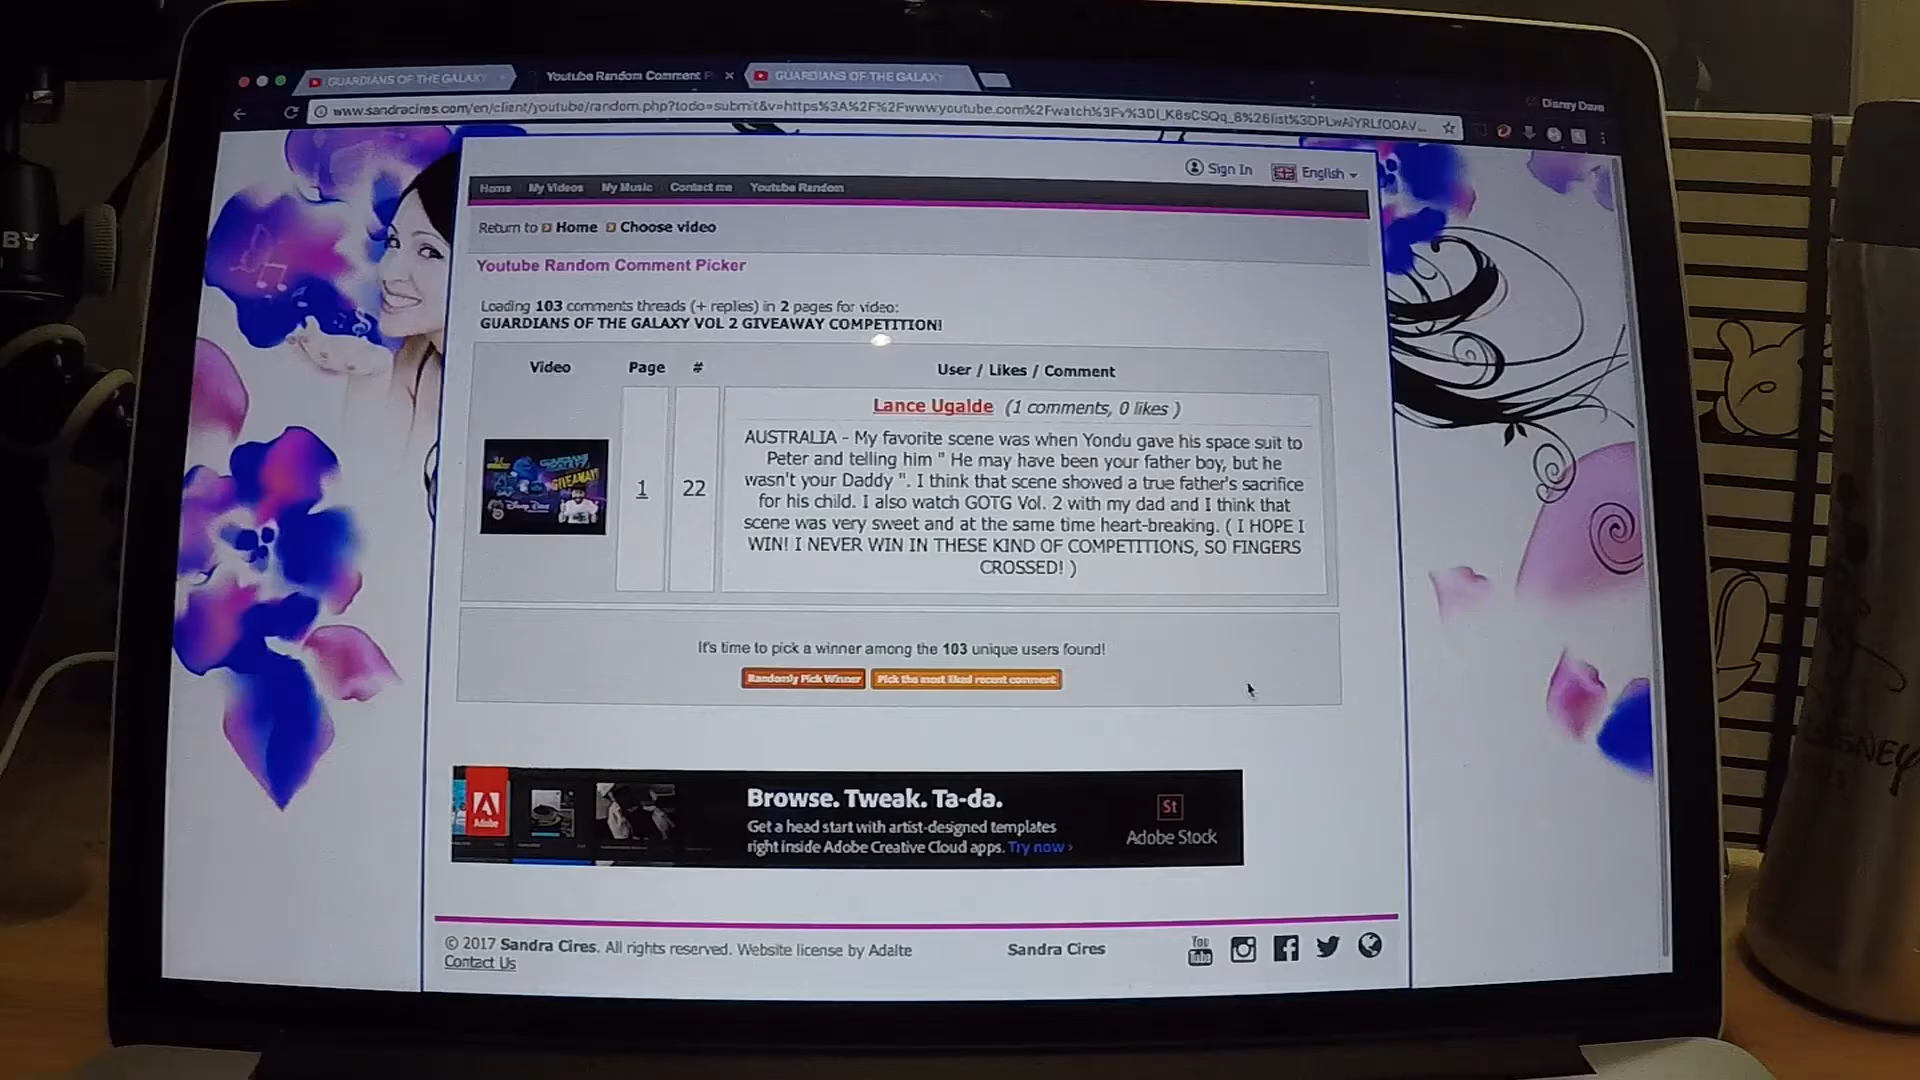 GUARDIANS OF THE GALAXY
Youtube Random Comment P
GUARDIANS OF THE GALAXY
Disney Dave
www.sandracires.com/en/client/youtube/random.php?todo=submit&v=https%3A%2F%2Fwww.youtube.com%2Fwatch%3Fv%3DI_K8sCSQq_8%26list%3DPLwAiYRLfOOAV...
BY
Sign In
English
Home My Videos My Music Contact me Youtube Random
Return to Home Choose video
Youtube Random Comment Picker
Loading 103 comments threads (+ replies) in 2 pages for video:
GUARDIANS OF THE GALAXY VOL 2 GIVEAWAY COMPETITION!
Video Page # User / Likes / Comment
Lance Ugalde (1 comments, 0 likes )
AUSTRALIA - My favorite scene was when Yondu gave his space suit to
Peter and telling him " He may have been your father boy, but he
wasn't your Daddy ". I think that scene showed a true father's sacrifice
for his child. I also watch GOTG Vol. 2 with my dad and I think that
scene was very sweet and at the same time heart-breaking. ( I HOPE I
WIN! I NEVER WIN IN THESE KIND OF COMPETITIONS, SO FINGERS
CROSSED! )
GIVEAWAY!
1 22
It's time to pick a winner among the 103 unique users found!
Randomly Pick Winner Pick the most liked recent comment
Adobe
Browse. Tweak. Ta-da.
Get a head start with artist-designed templates
right inside Adobe Creative Cloud apps. Try now ›
St
Adobe Stock
© 2017 Sandra Cires. All rights reserved. Website license by Adalte
Contact Us
Sandra Cires
You
Tube
DISNEY